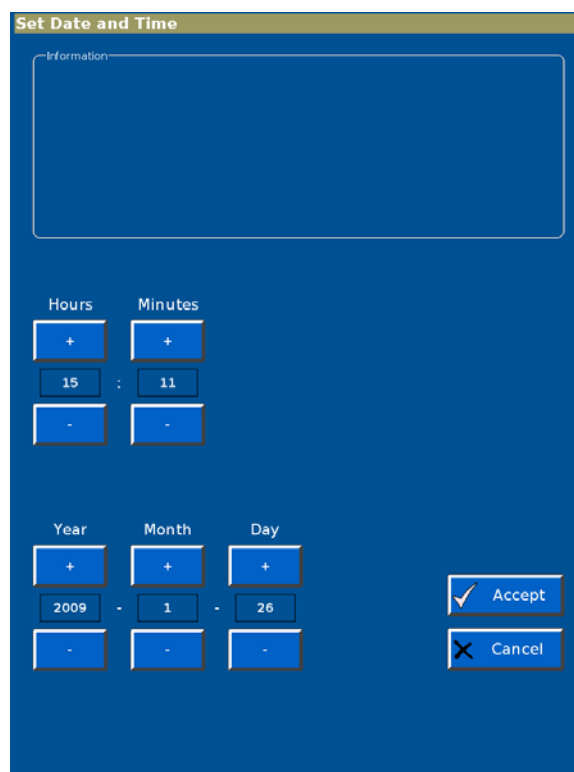 Set Date and Time
Information
Hours Minutes
+ +
15 : 11
- -
Year Month Day
+ + +
2009 - 1 - 26
- - -
Accept
Cancel